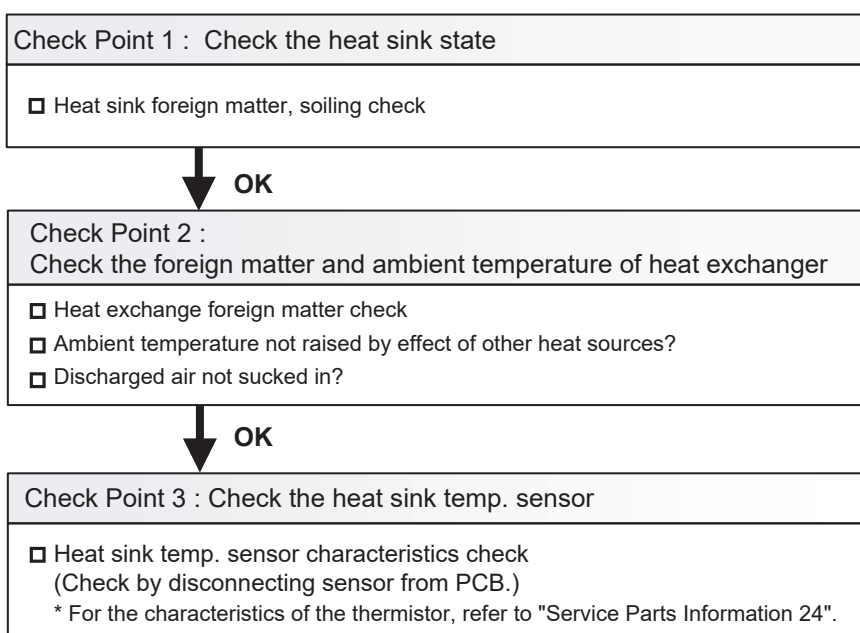 Check Point 1 : Check the heat sink state
Heat sink foreign matter, soiling check
OK
Check Point 2 :
Check the foreign matter and ambient temperature of heat exchanger
Heat exchange foreign matter check
Ambient temperature not raised by effect of other heat sources?
Discharged air not sucked in?
OK
Check Point 3 : Check the heat sink temp. sensor
Heat sink temp. sensor characteristics check
(Check by disconnecting sensor from PCB.)
* For the characteristics of the thermistor, refer to "Service Parts Information 24".